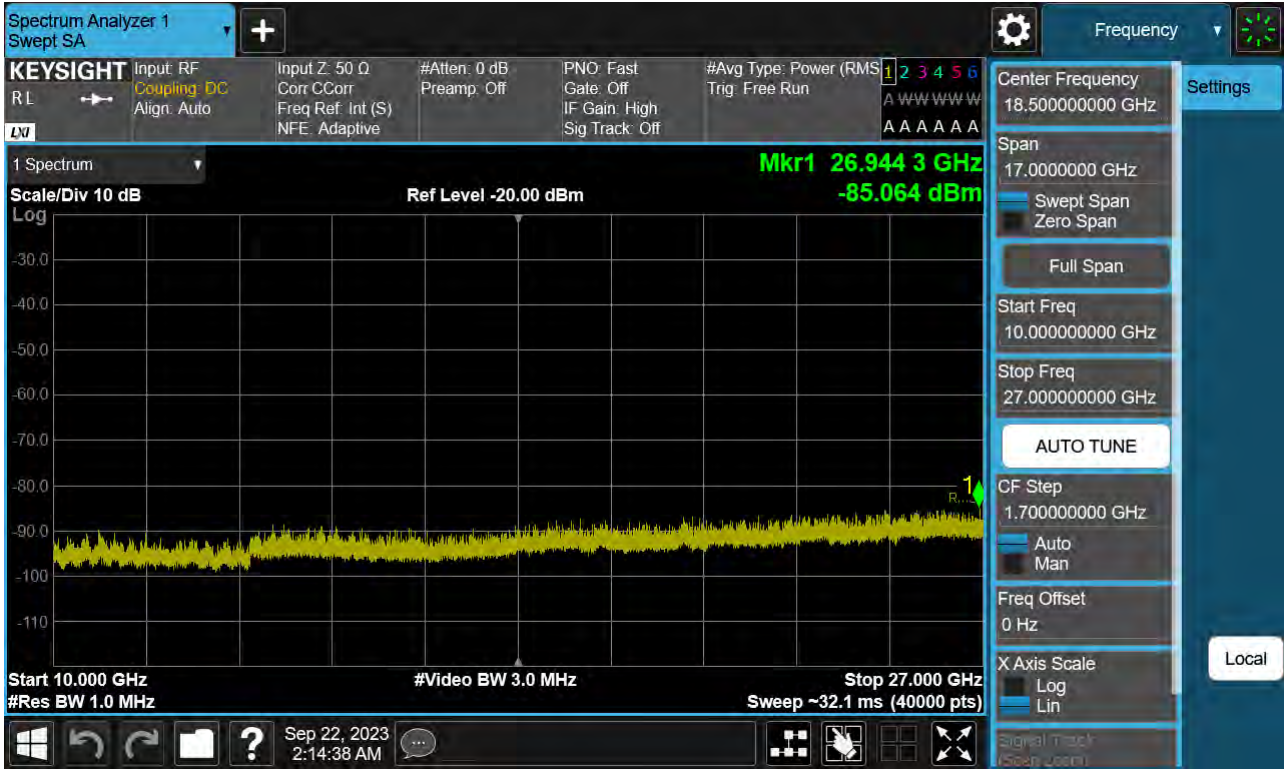 Spectrum Analyzer 1
Swept SA
+
Frequency
KEYSIGHT
RL
LXI
Input: RF
Coupling: DC
Align: Auto
Input Z: 50 Ω
Corr CCorr
Freq Ref: Int (S)
NFE: Adaptive
#Atten: 0 dB
Preamp: Off
PNO: Fast
Gate: Off
IF Gain: High
Sig Track: Off
#Avg Type: Power (RMS
Trig: Free Run
1 2 3 4 5 6
A W W W W W
A A A A A A
1 Spectrum
Scale/Div 10 dB
Ref Level -20.00 dBm
Mkr1 26.944 3 GHz
-85.064 dBm
Log
-30.0
-40.0
-50.0
-60.0
-70.0
-80.0
-90.0
-100
-110
1
Start 10.000 GHz
#Video BW 3.0 MHz
Stop 27.000 GHz
#Res BW 1.0 MHz
Sweep ~32.1 ms (40000 pts)
Center Frequency
18.500000000 GHz
Span
17.0000000 GHz
Swept Span
Zero Span
Full Span
Start Freq
10.000000000 GHz
Stop Freq
27.000000000 GHz
AUTO TUNE
CF Step
1.700000000 GHz
Auto
Man
Freq Offset
0 Hz
X Axis Scale
Log
Lin
Signal Track
(Span Zoom)
Settings
Local
?
Sep 22, 2023
2:14:38 AM